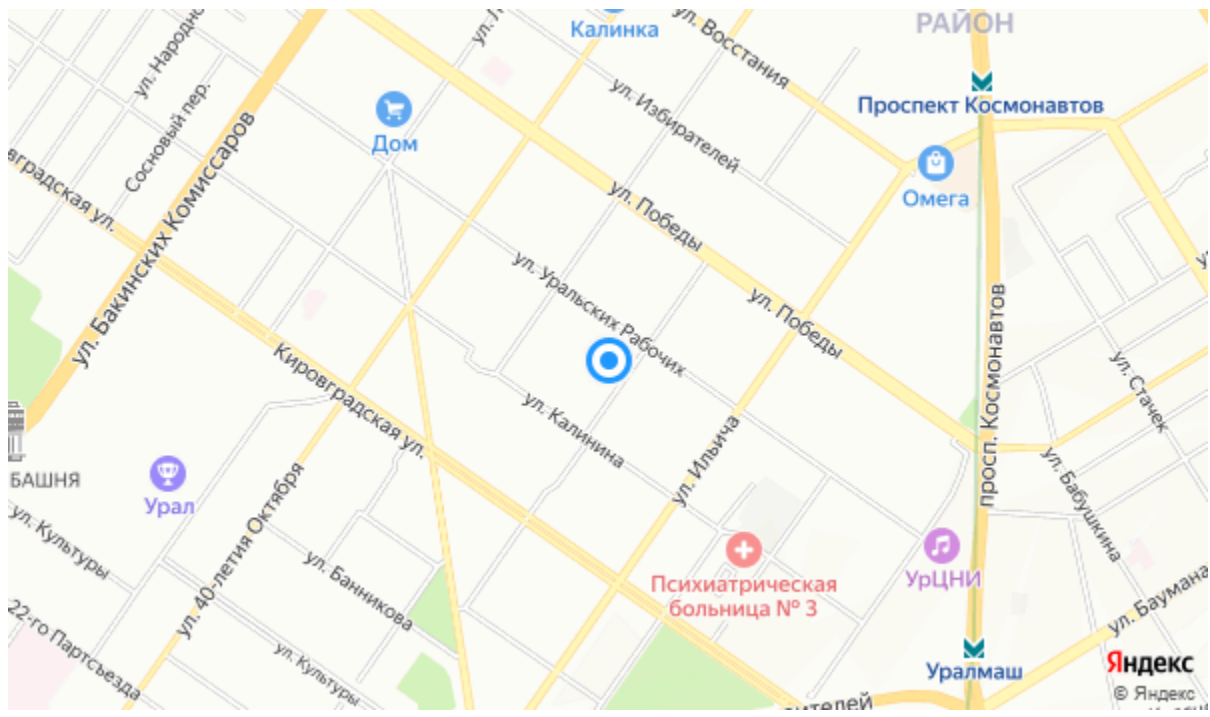 Калинка
РАЙОН
ул. Восстания
ул. Избирателей
Проспект Космонавтов
Сосновый пер.
Дом
Омега
ул. Бакинских Комиссаров
ул. Победы
ул. Уральских Рабочих
ул. Победы
просп. Космонавтов
Кировградская ул.
ул. Калинина
ул. Ильича
ул. Стачек
БАШНЯ
Урал
ул. Культуры
ул. 40-летия Октября
ул. Банникова
ул. Бабушкина
УрЦНИ
Психиатрическая
больница № 3
ул. Баумана
22-го Партсъезда
ул. Культуры
Уралмаш
Яндекс
© Яндекс